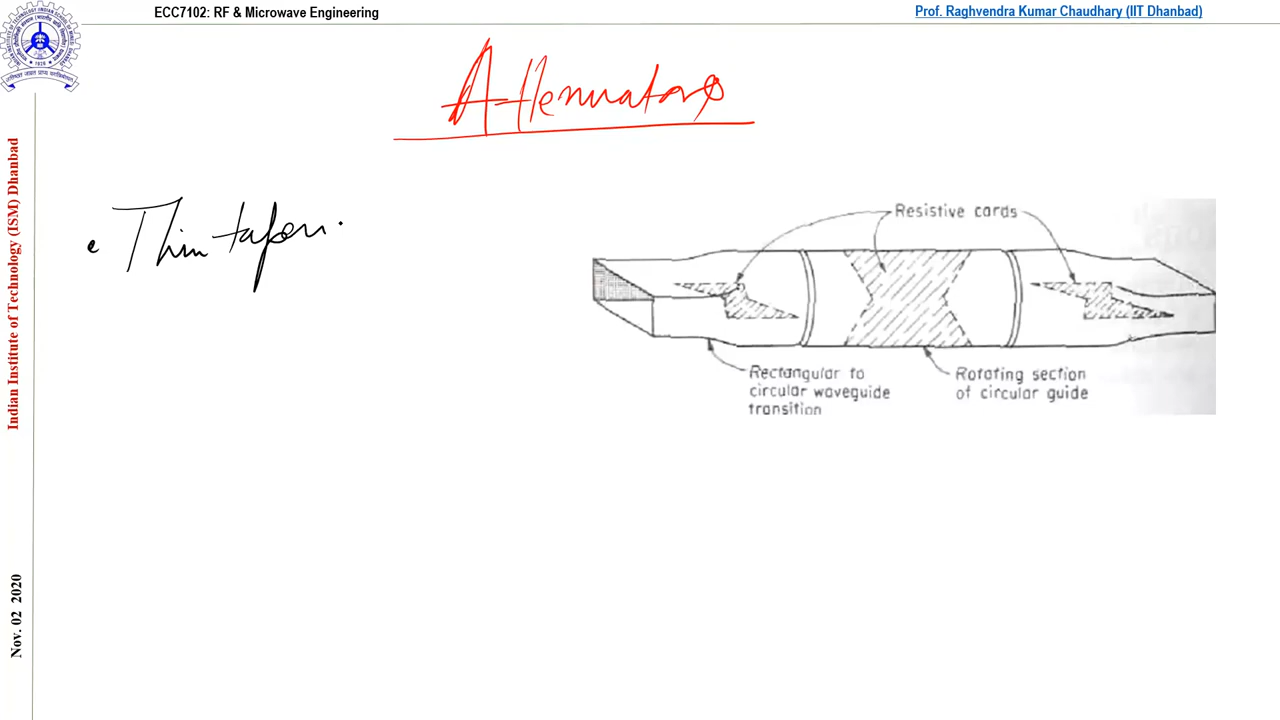 ECC7102: RF & Microwave Engineering
Prof. Raghvendra Kumar Chaudhary (IIT Dhanbad)
Indian Institute of Technology (ISM) Dhanbad
Nov. 02 2020
Attenuators
• Thin taper
Resistive cards
Rectangular to
circular waveguide
transition
Rotating section
of circular guide